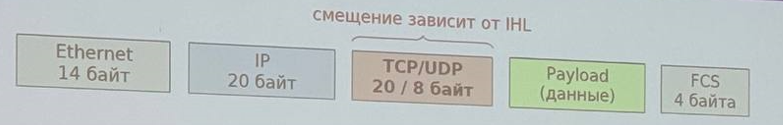 смещение зависит от IHL
Ethernet
14 байт
IP
20 байт
TCP/UDP
20 / 8 байт
Payload
(данные)
FCS
4 байта